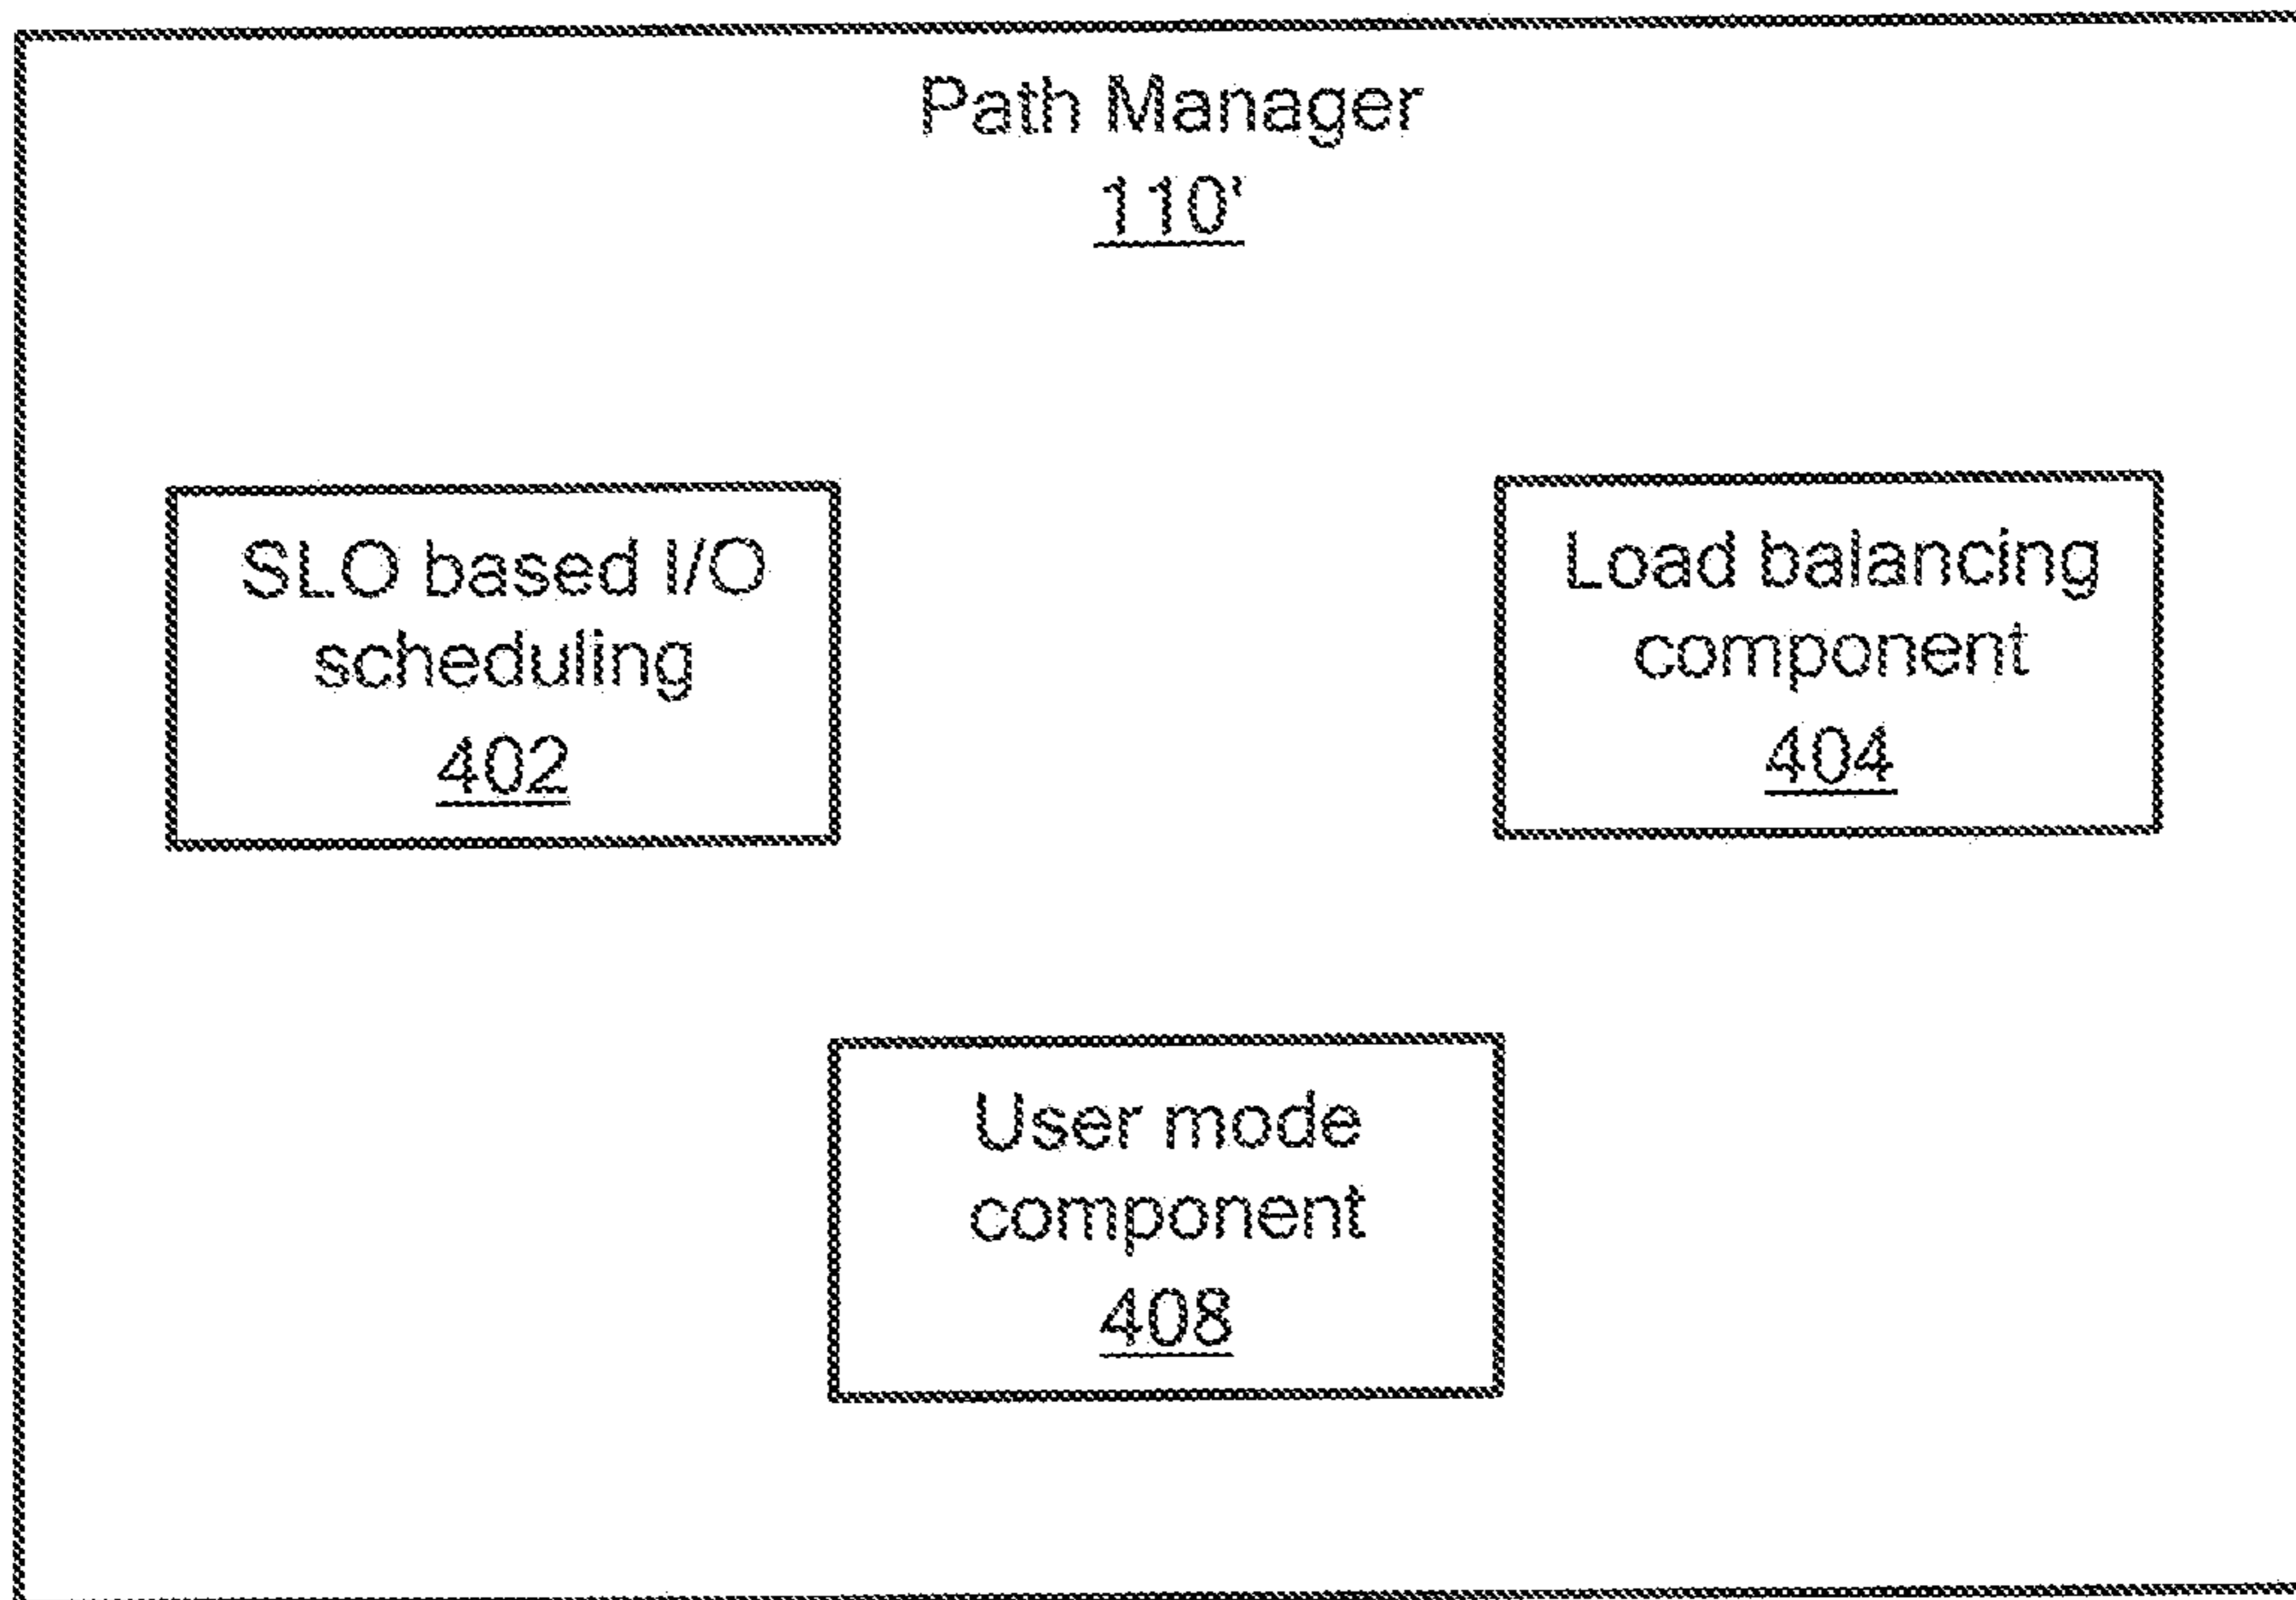 Path Manager
110'
SLO based I/O
scheduling
402
Load balancing
component
404
User mode
component
408